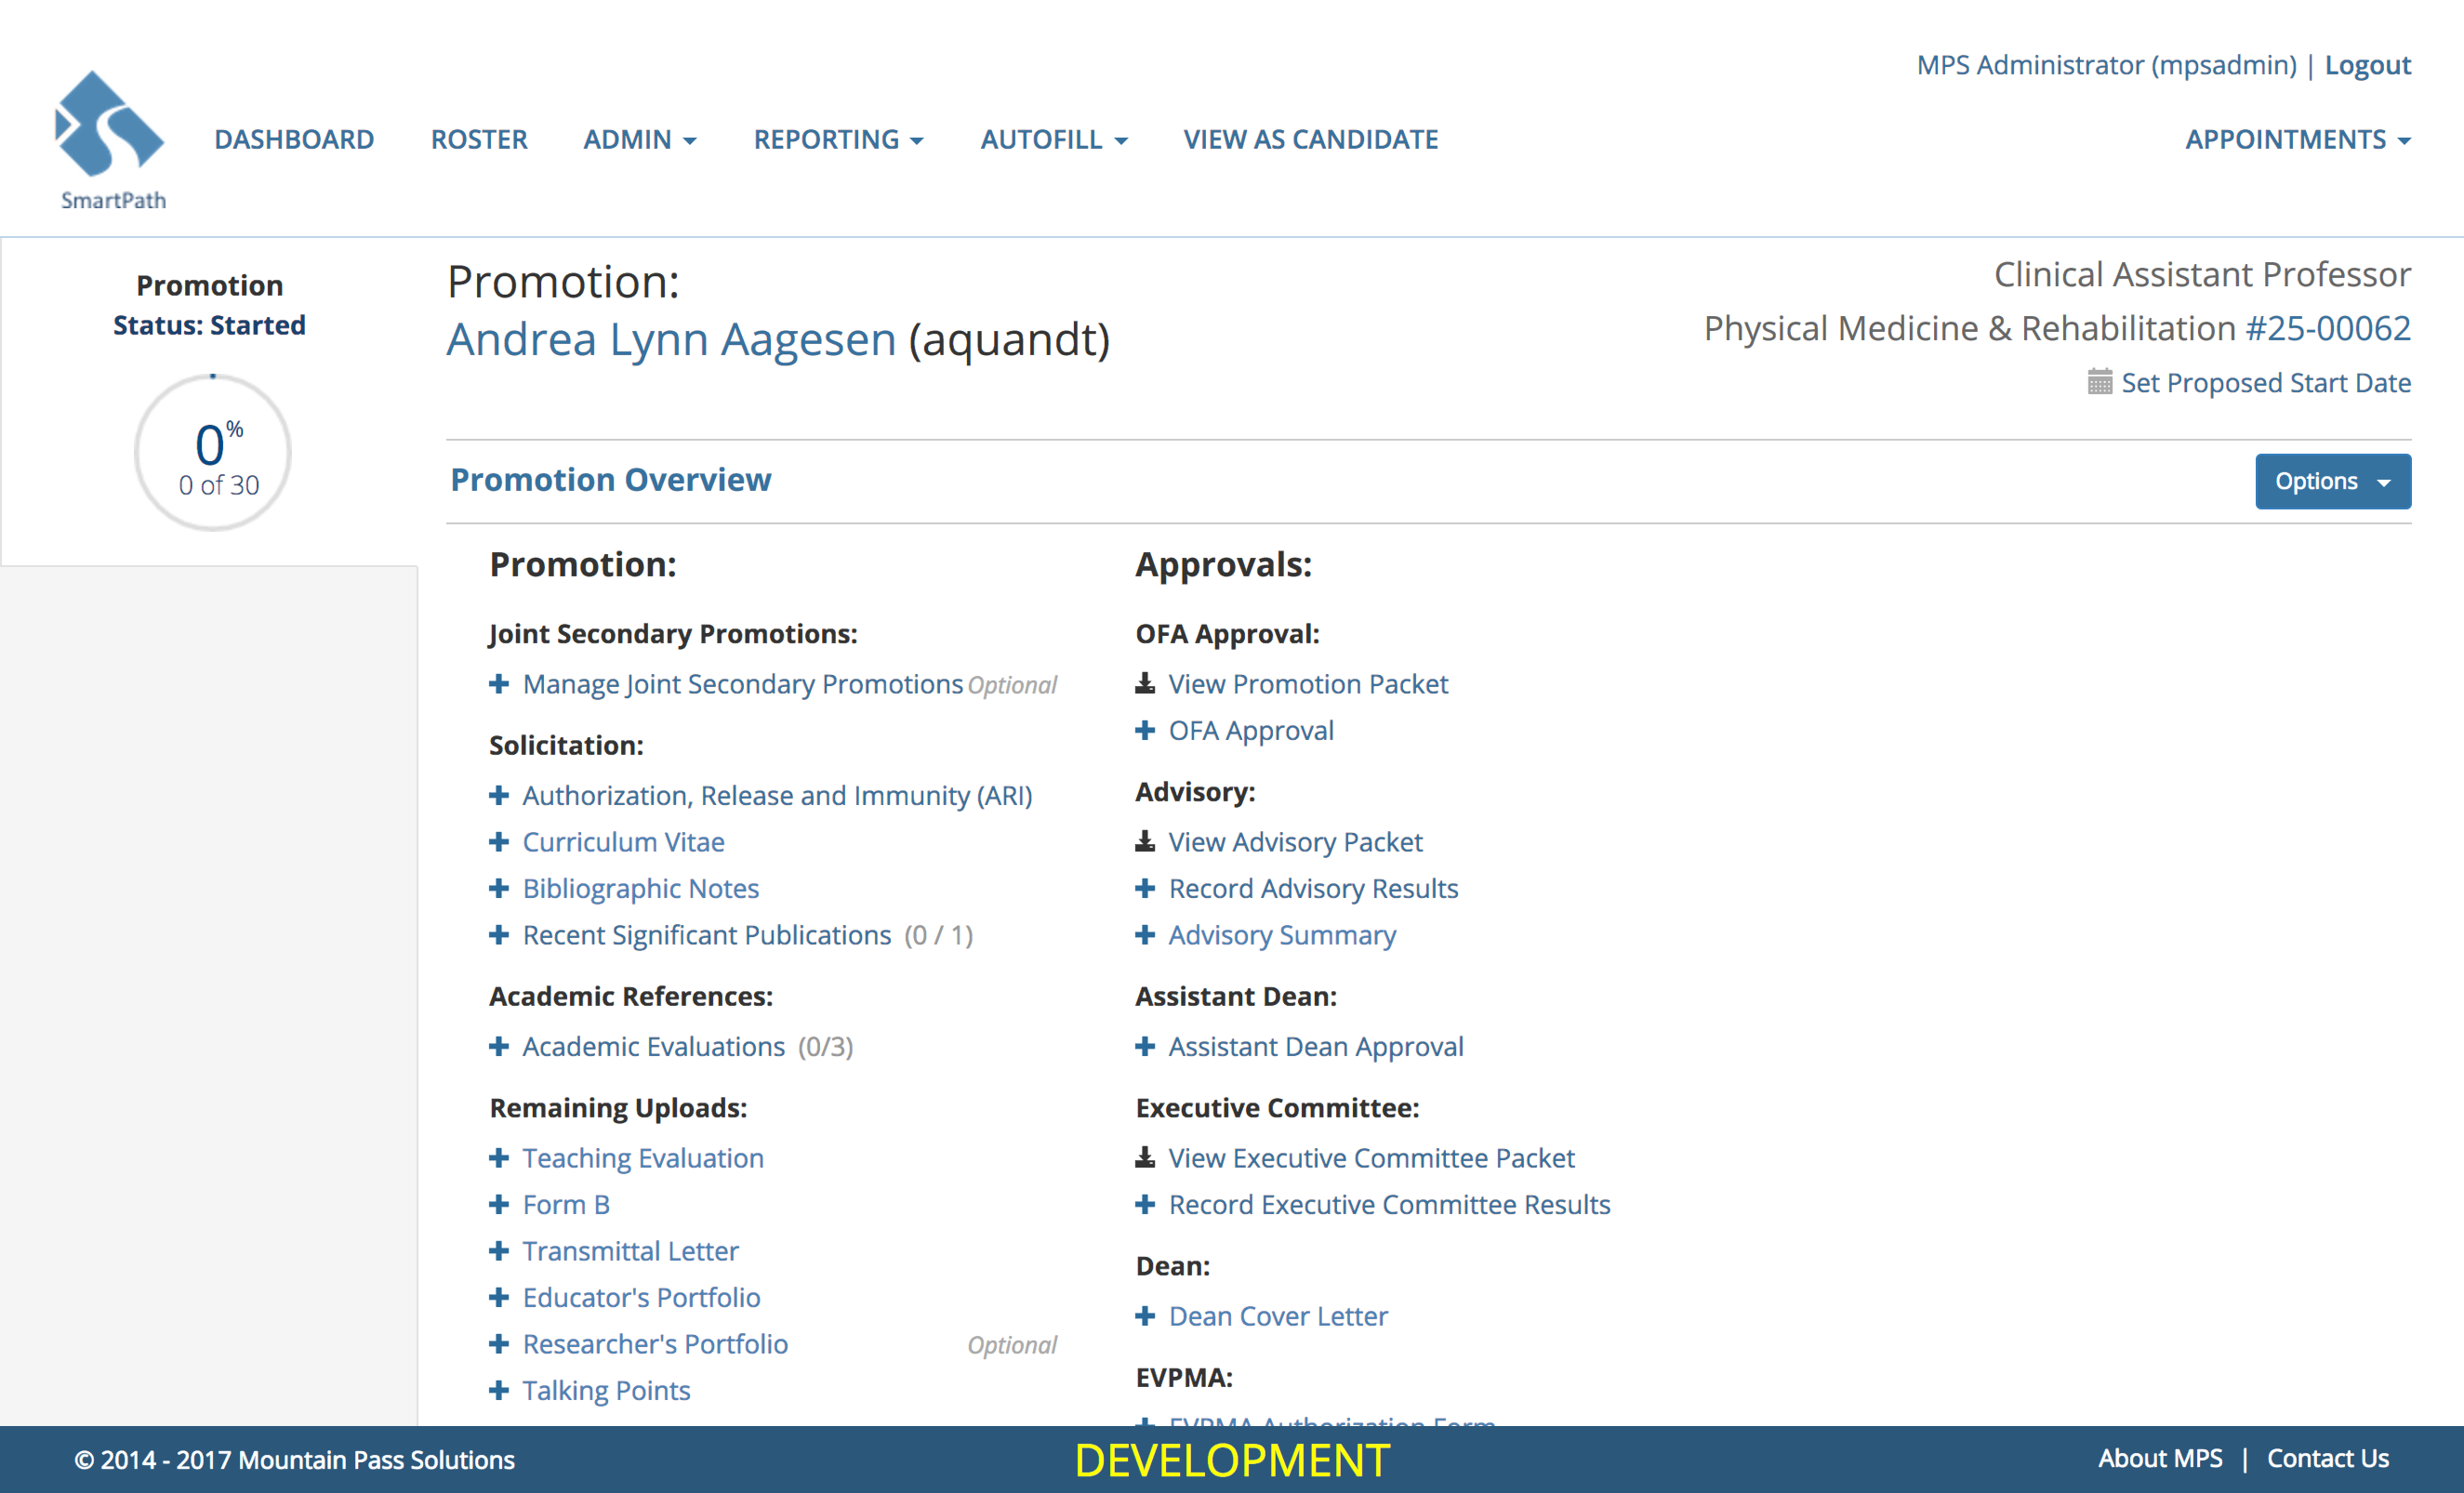 MPS Administrator (mpsadmin) | Logout
SmartPath
DASHBOARD ROSTER ADMIN REPORTING AUTOFILL VIEW AS CANDIDATE APPOINTMENTS
Promotion
Status: Started
0%
0 of 30
Promotion:
Andrea Lynn Aagesen (aquandt)
Clinical Assistant Professor
Physical Medicine & Rehabilitation #25-00062
Set Proposed Start Date
Promotion Overview
Options
Promotion:
Joint Secondary Promotions:
Manage Joint Secondary Promotions Optional
Solicitation:
Authorization, Release and Immunity (ARI)
Curriculum Vitae
Bibliographic Notes
Recent Significant Publications (0 / 1)
Academic References:
Academic Evaluations (0/3)
Remaining Uploads:
Teaching Evaluation
Form B
Transmittal Letter
Educator's Portfolio
Researcher's Portfolio Optional
Talking Points
Approvals:
OFA Approval:
View Promotion Packet
OFA Approval
Advisory:
View Advisory Packet
Record Advisory Results
Advisory Summary
Assistant Dean:
Assistant Dean Approval
Executive Committee:
View Executive Committee Packet
Record Executive Committee Results
Dean:
Dean Cover Letter
EVPMA:
EVPMA Authorization Form
© 2014 - 2017 Mountain Pass Solutions
DEVELOPMENT
About MPS | Contact Us